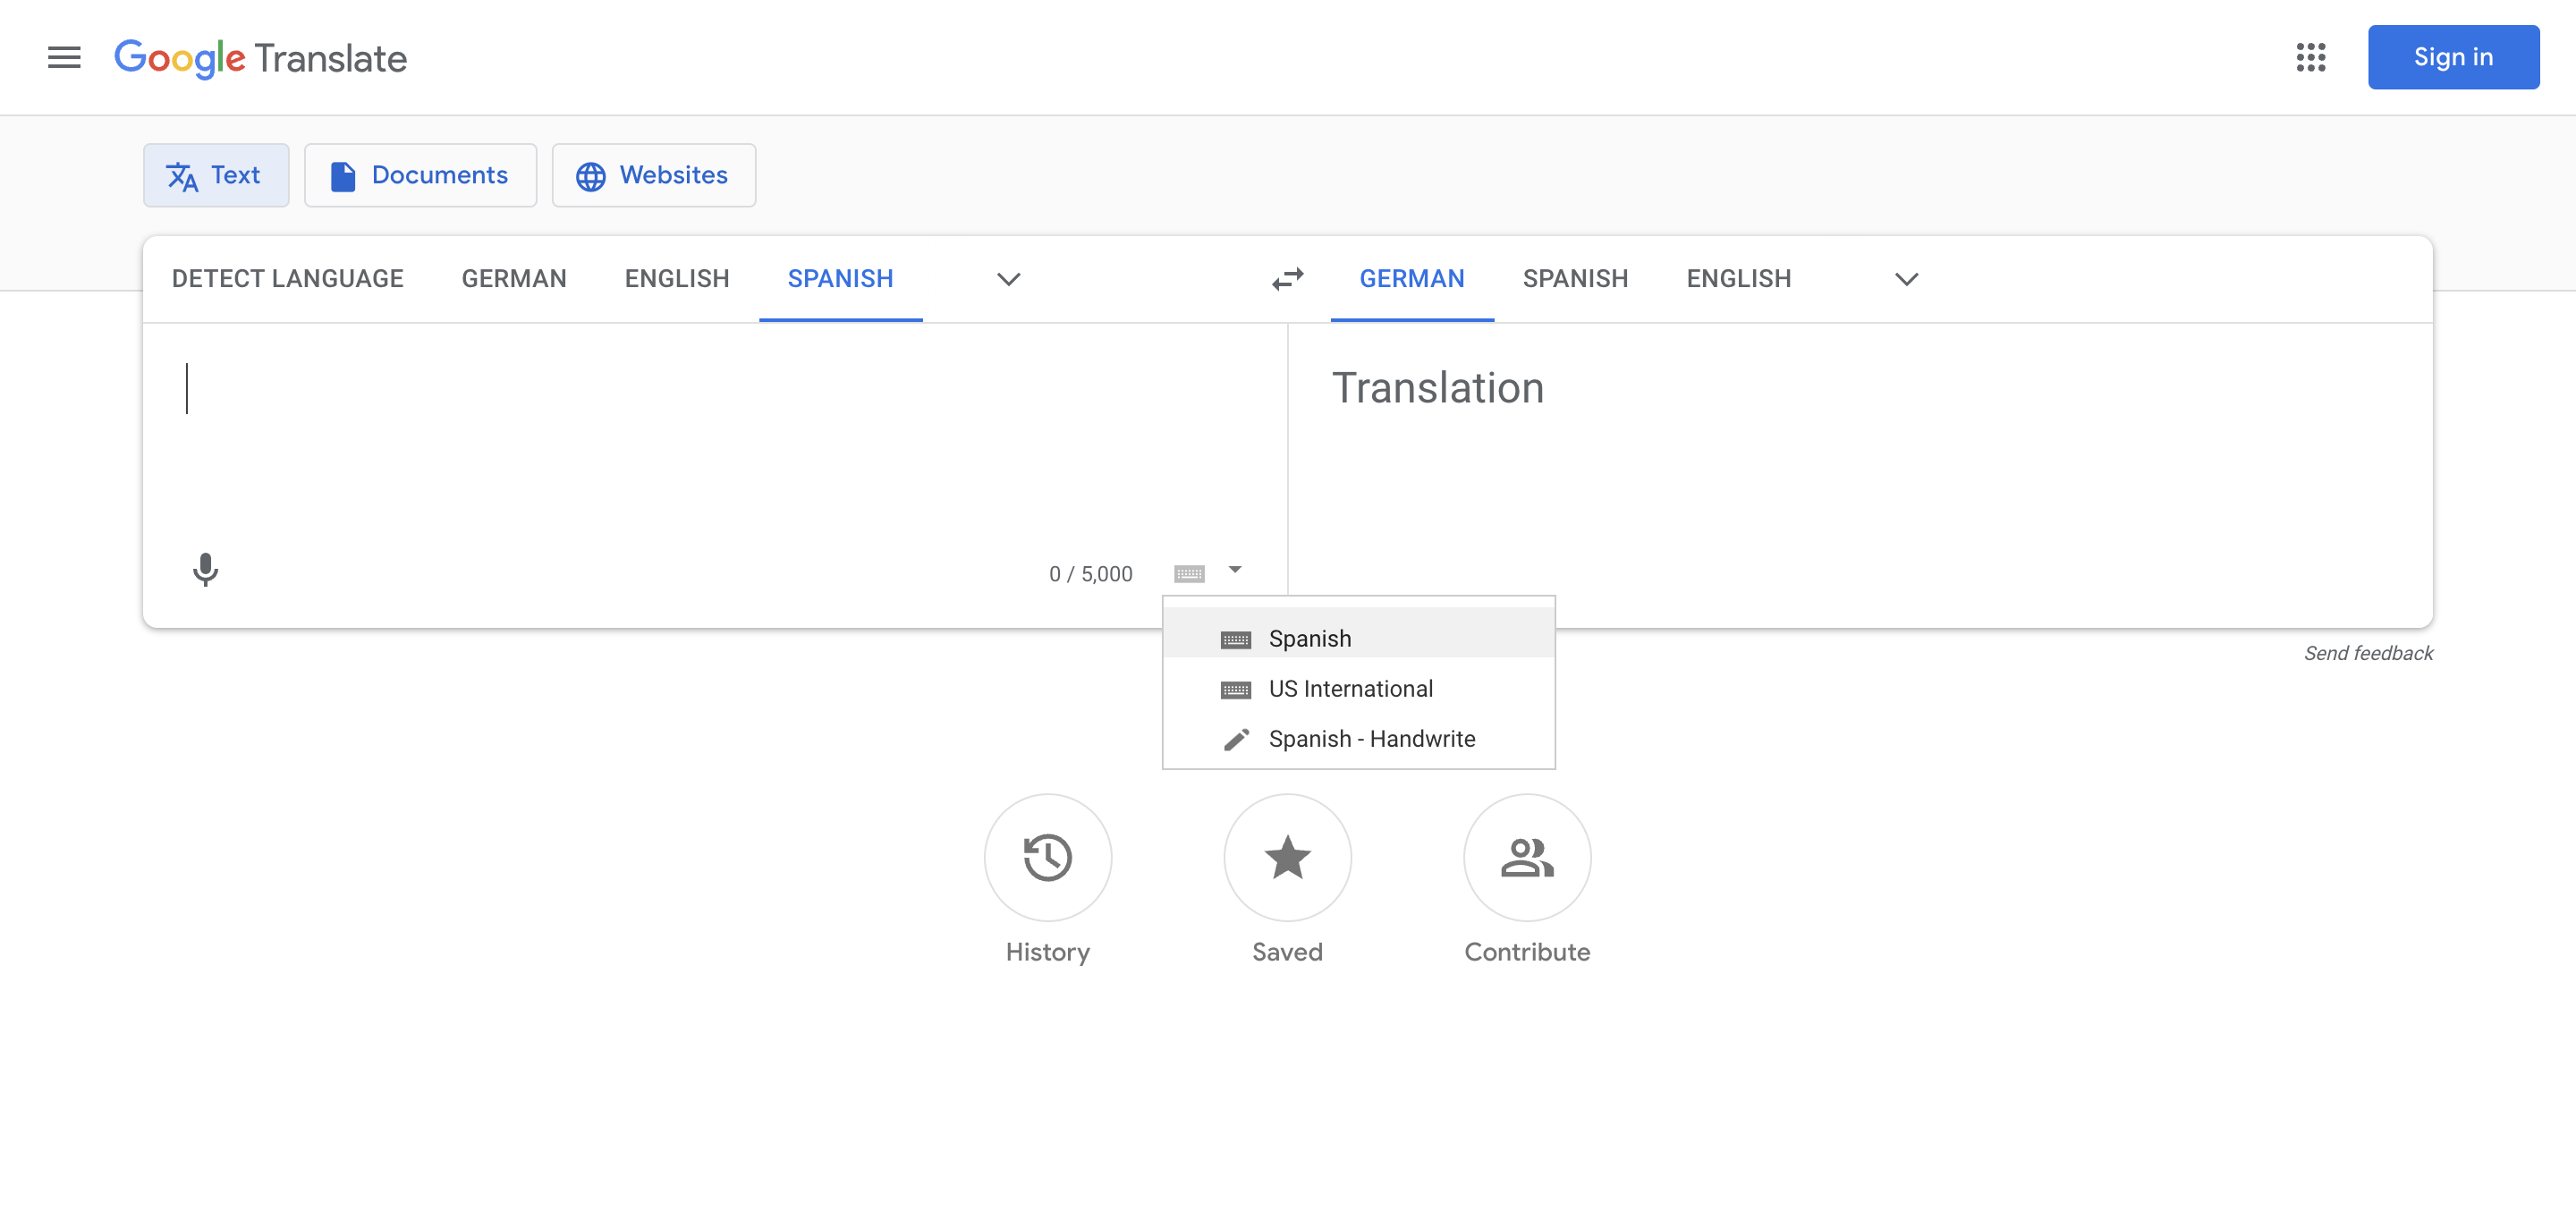 Google Translate
Sign in
Text
Documents
Websites
DETECT LANGUAGE
GERMAN
ENGLISH
SPANISH
GERMAN
SPANISH
ENGLISH
Translation
0 / 5,000
Spanish
US International
Spanish - Handwrite
Send feedback
History
Saved
Contribute